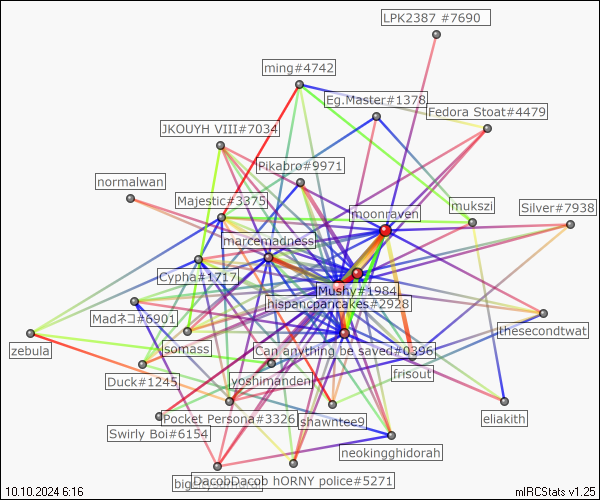 LPK2387 #7690
ming#4742
Eg.Master#1378
Fedora Stoat#4479
JKOUYH VIII#7034
Pikabro#9971
normalwan
Majestic#3375
moonraven
mukszi
Silver#7938
marcemadness
Cypha#1717
Mushy#1984
hispancpancakes#2928
Madネコ#6901
thesecondtwat
zebula
somass
Can anything be saved#0396
frisout
Duck#1245
yoshimanden
eliakith
Pocket Persona#3326
shawntee9
Swirly Boi#6154
neokingghidorah
DacobDacob hORNY police#5271
10.10.2024 6:16
mIRCStats v1.25